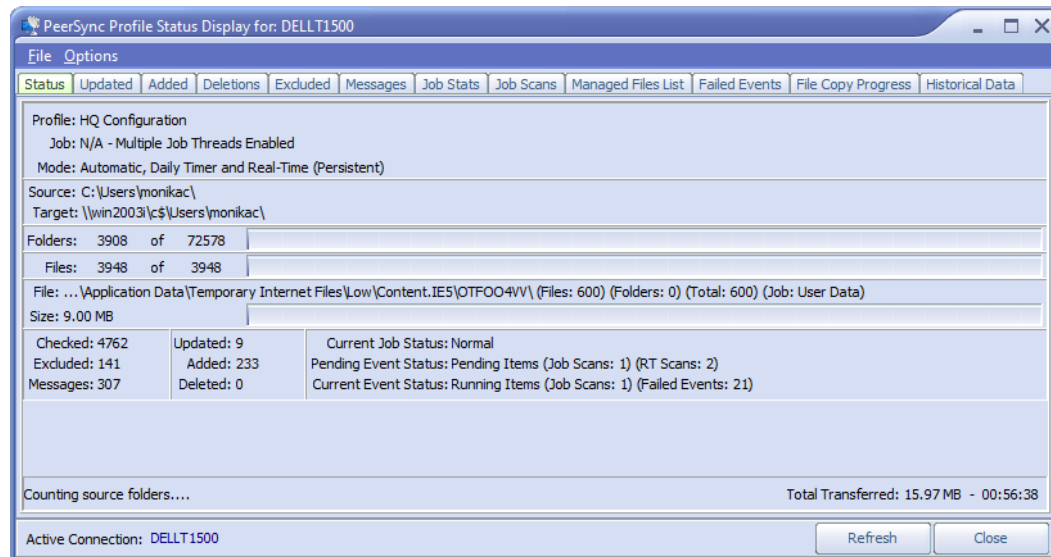 PeerSync Profile Status Display for: DELLT1500
File Options
Status Updated Added Deletions Excluded Messages Job Stats Job Scans Managed Files List Failed Events File Copy Progress Historical Data
Profile: HQ Configuration
Job: N/A - Multiple Job Threads Enabled
Mode: Automatic, Daily Timer and Real-Time (Persistent)
Source: C:\Users\monikac\
Target: \\win2003i\c$\Users\monikac\
Folders: 3908 of 72578
Files: 3948 of 3948
File: ...\Application Data\Temporary Internet Files\Low\Content.IE5\OTFOO4VV\ (Files: 600) (Folders: 0) (Total: 600) (Job: User Data)
Size: 9.00 MB
Checked: 4762 Updated: 9 Current Job Status: Normal
Excluded: 141 Added: 233 Pending Event Status: Pending Items (Job Scans: 1) (RT Scans: 2)
Messages: 307 Deleted: 0 Current Event Status: Running Items (Job Scans: 1) (Failed Events: 21)
Counting source folders.... Total Transferred: 15.97 MB - 00:56:38
Active Connection: DELLT1500 Refresh Close